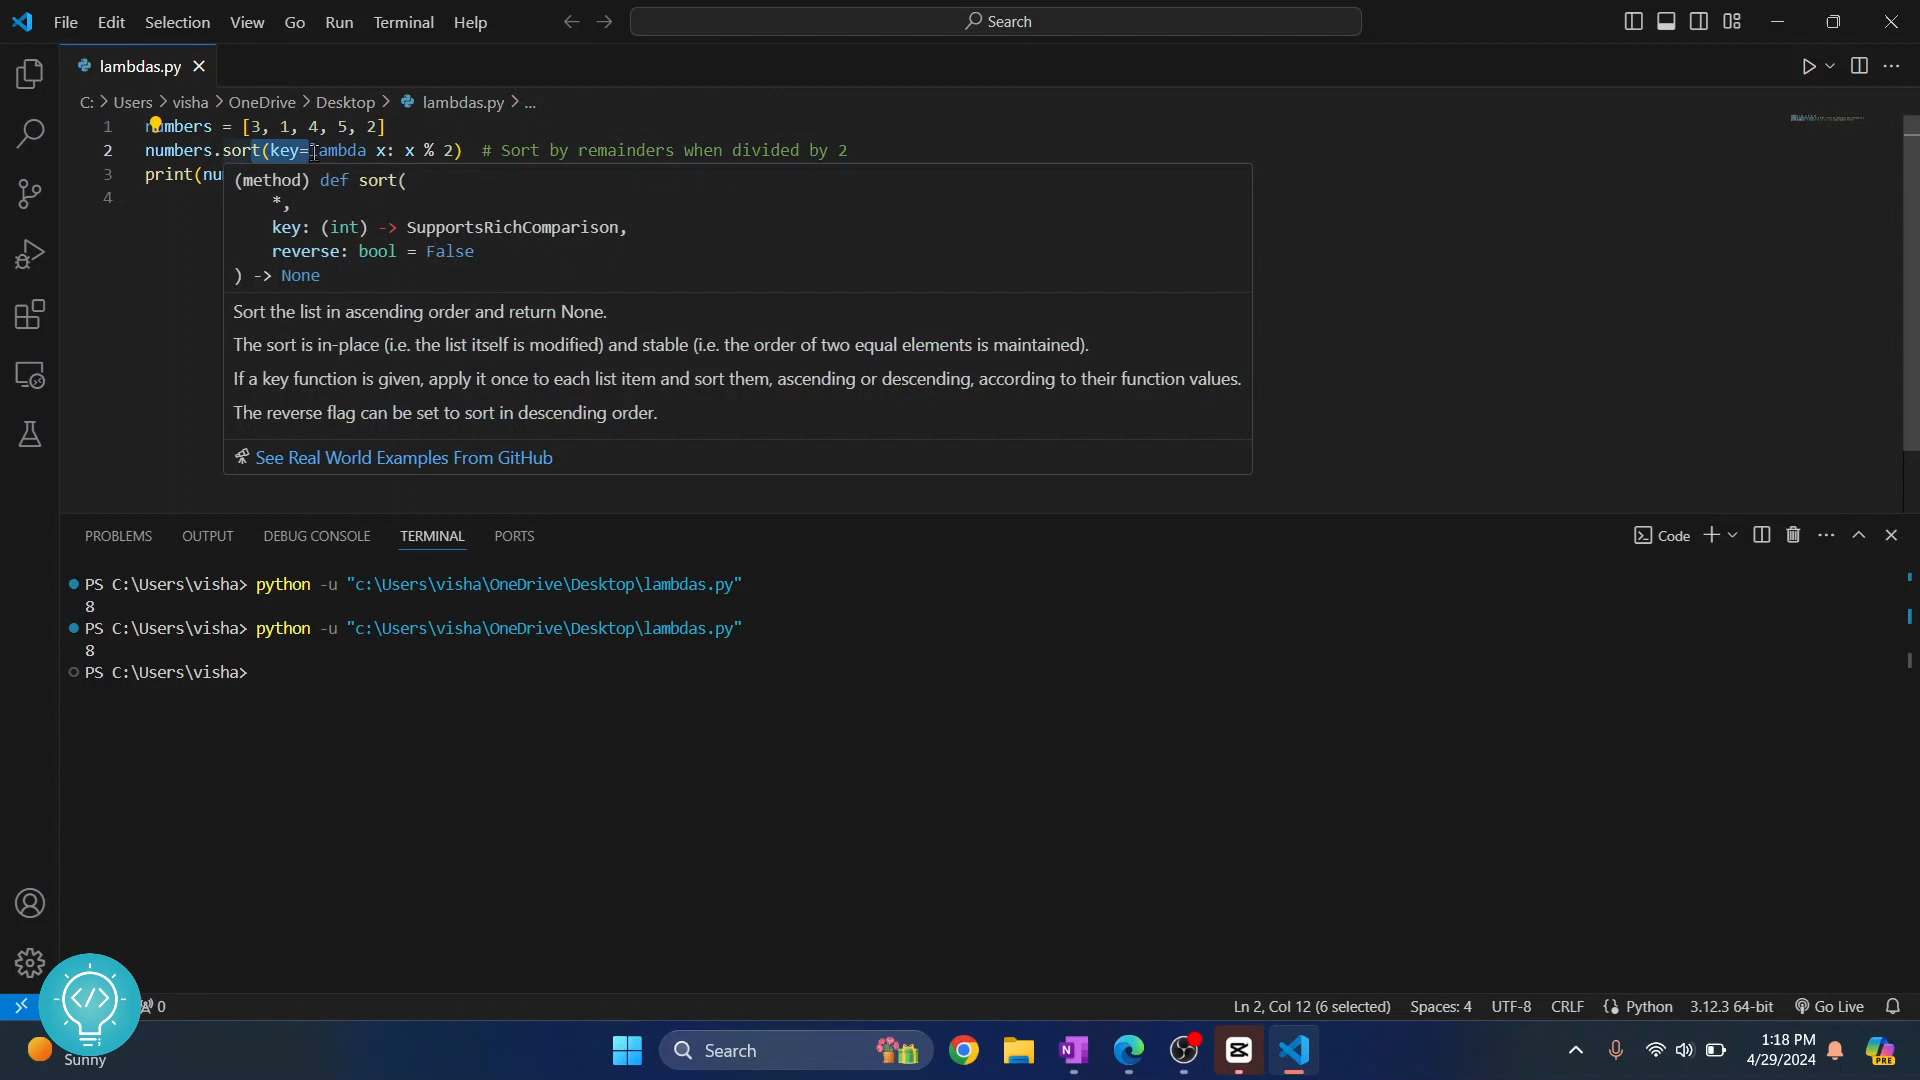 File Edit Selection View Go Run Terminal Help
Search
lambdas.py
C: > Users > visha > OneDrive > Desktop > lambdas.py > ...
1 numbers = [3, 1, 4, 5, 2]
2 numbers.sort(key=lambda x: x % 2)  # Sort by remainders when divided by 2
3 print(nu
4
(method) def sort(
*,
key: (int) -> SupportsRichComparison,
reverse: bool = False
) -> None
Sort the list in ascending order and return None.
The sort is in-place (i.e. the list itself is modified) and stable (i.e. the order of two equal elements is maintained).
If a key function is given, apply it once to each list item and sort them, ascending or descending, according to their function values.
The reverse flag can be set to sort in descending order.
See Real World Examples From GitHub
PROBLEMS OUTPUT DEBUG CONSOLE TERMINAL PORTS
Code
PS C:\Users\visha> python -u "c:\Users\visha\OneDrive\Desktop\lambdas.py"
8
PS C:\Users\visha> python -u "c:\Users\visha\OneDrive\Desktop\lambdas.py"
8
PS C:\Users\visha>
0
Ln 2, Col 12 (6 selected) Spaces: 4 UTF-8 CRLF Python 3.12.3 64-bit Go Live
</>
Sunny
Search
1:18 PM
4/29/2024
PRE